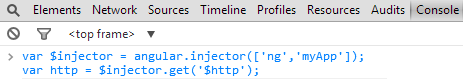 Elements Network Sources Timeline Profiles Resources Audits Console
<top frame>
> var $injector = angular.injector(['ng','myApp']);
var http = $injector.get('$http');